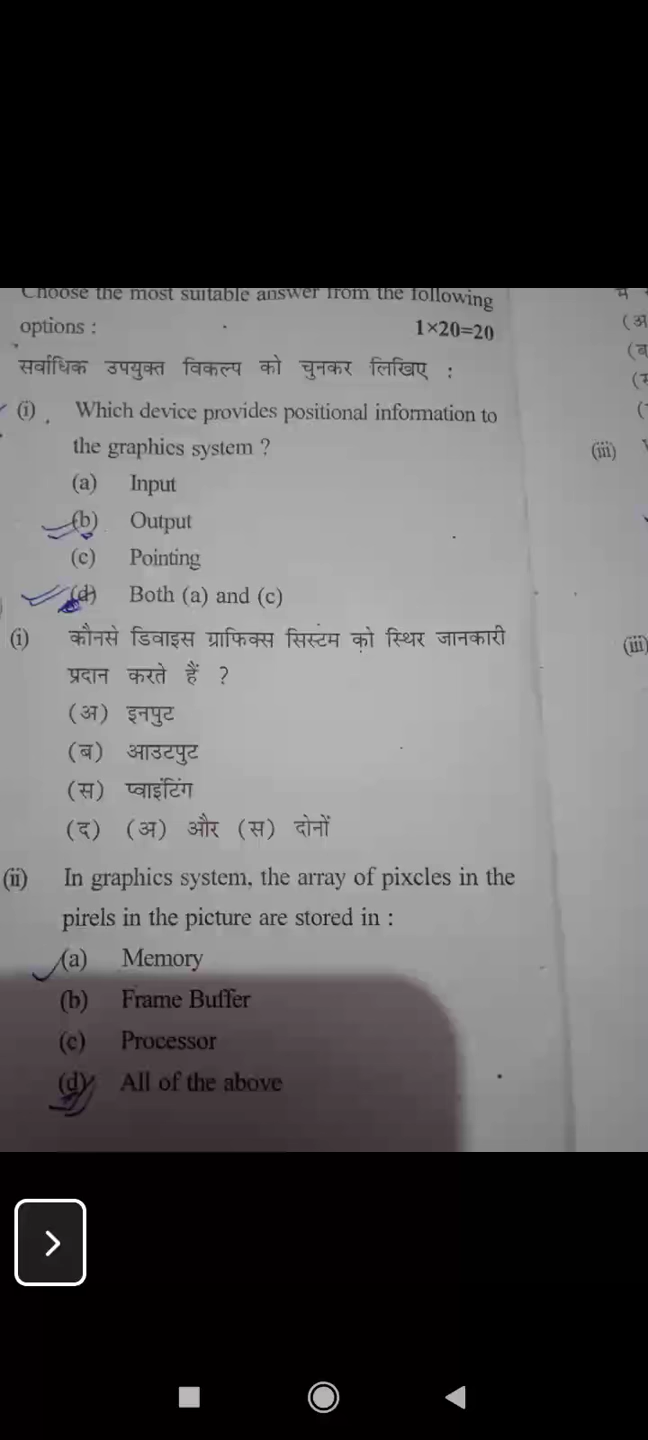 Choose the most suitable answer from the following
options :
1×20=20
सर्वाधिक उपयुक्त विकल्प को चुनकर लिखिए :
(i) Which device provides positional information to
the graphics system ?
(a) Input
(b) Output
(c) Pointing
(d) Both (a) and (c)
(i) कौनसे डिवाइस ग्राफिक्स सिस्टम को स्थिर जानकारी
प्रदान करते हैं ?
(अ) इनपुट
(ब) आउटपुट
(स) प्वाइंटिंग
(द) (अ) और (स) दोनों
(ii) In graphics system, the array of pixcles in the
pirels in the picture are stored in :
(a) Memory
(b) Frame Buffer
(c) Processor
(d) All of the above
(iii)
(iii)